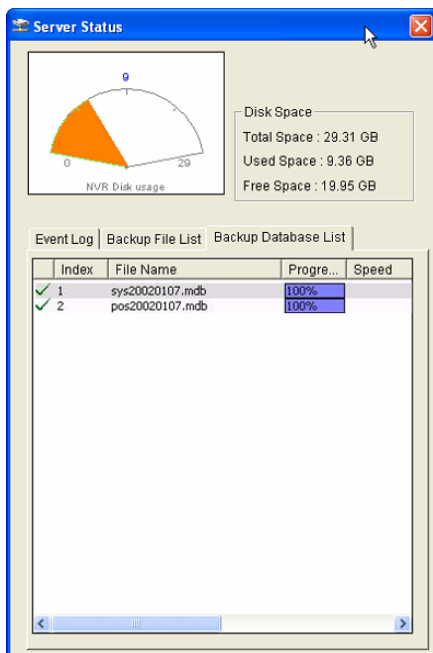 Server Status
9
0
29
NVR Disk usage
Disk Space
Total Space : 29.31 GB
Used Space : 9.36 GB
Free Space : 19.95 GB
Event Log Backup File List Backup Database List
Index File Name Progre... Speed
1 sys20020107.mdb 100%
2 pos20020107.mdb 100%